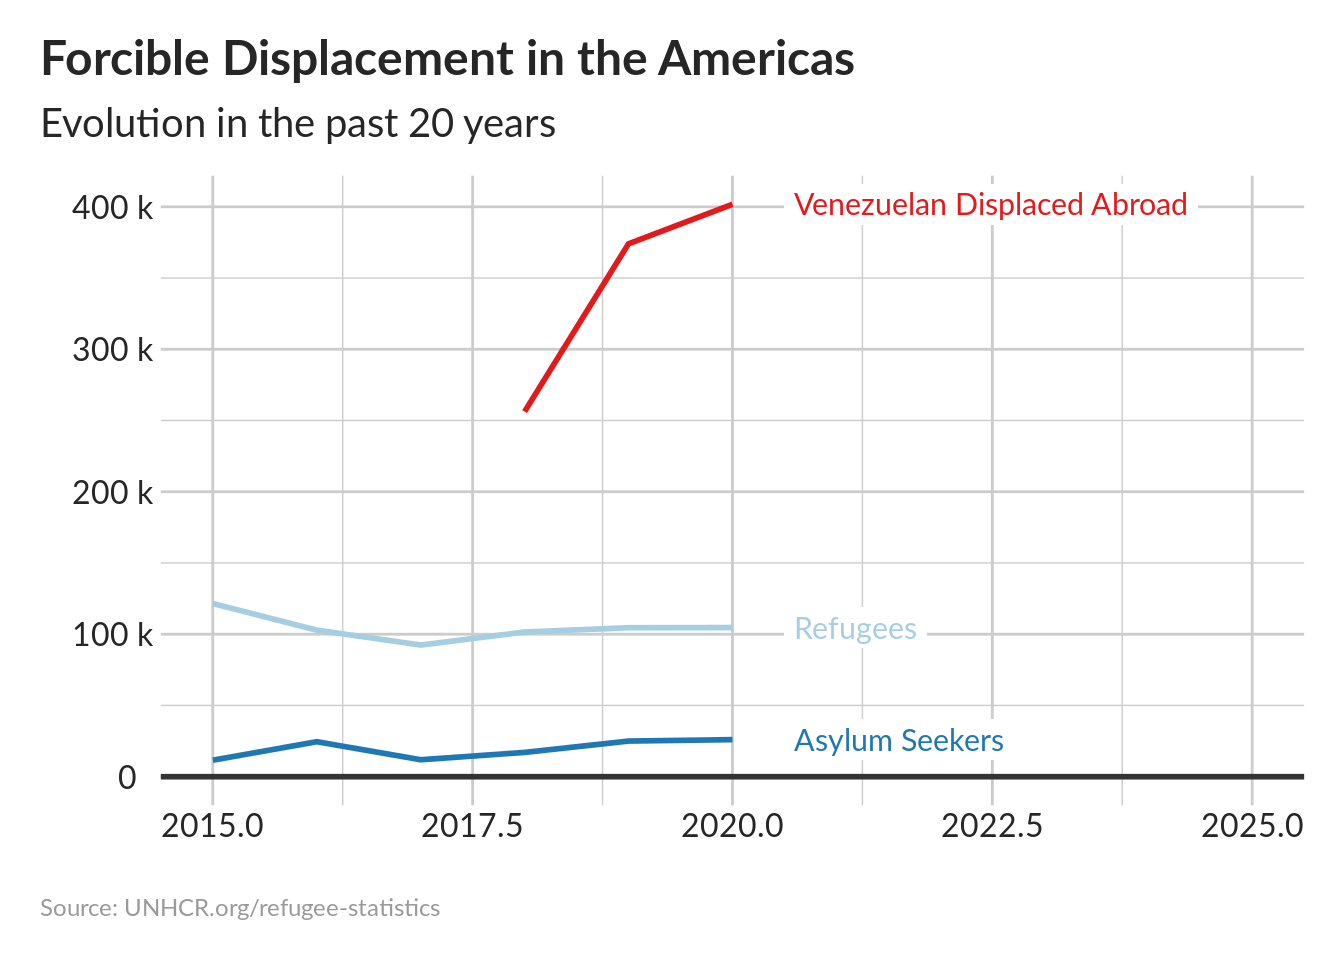 Forcible Displacement in the Americas
Evolution in the past 20 years
400 k
Venezuelan Displaced Abroad
300 k
200 k
100 k
Refugees
Asylum Seekers
0
2015.0 2017.5 2020.0 2022.5 2025.0
Source: UNHCR.org/refugee-statistics